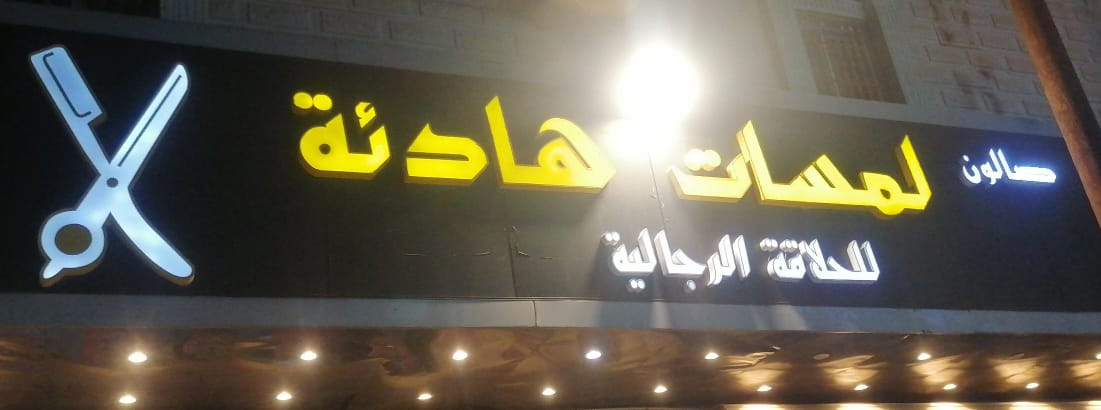 صالون لمسات هادئة
للحلاقة الرجالية